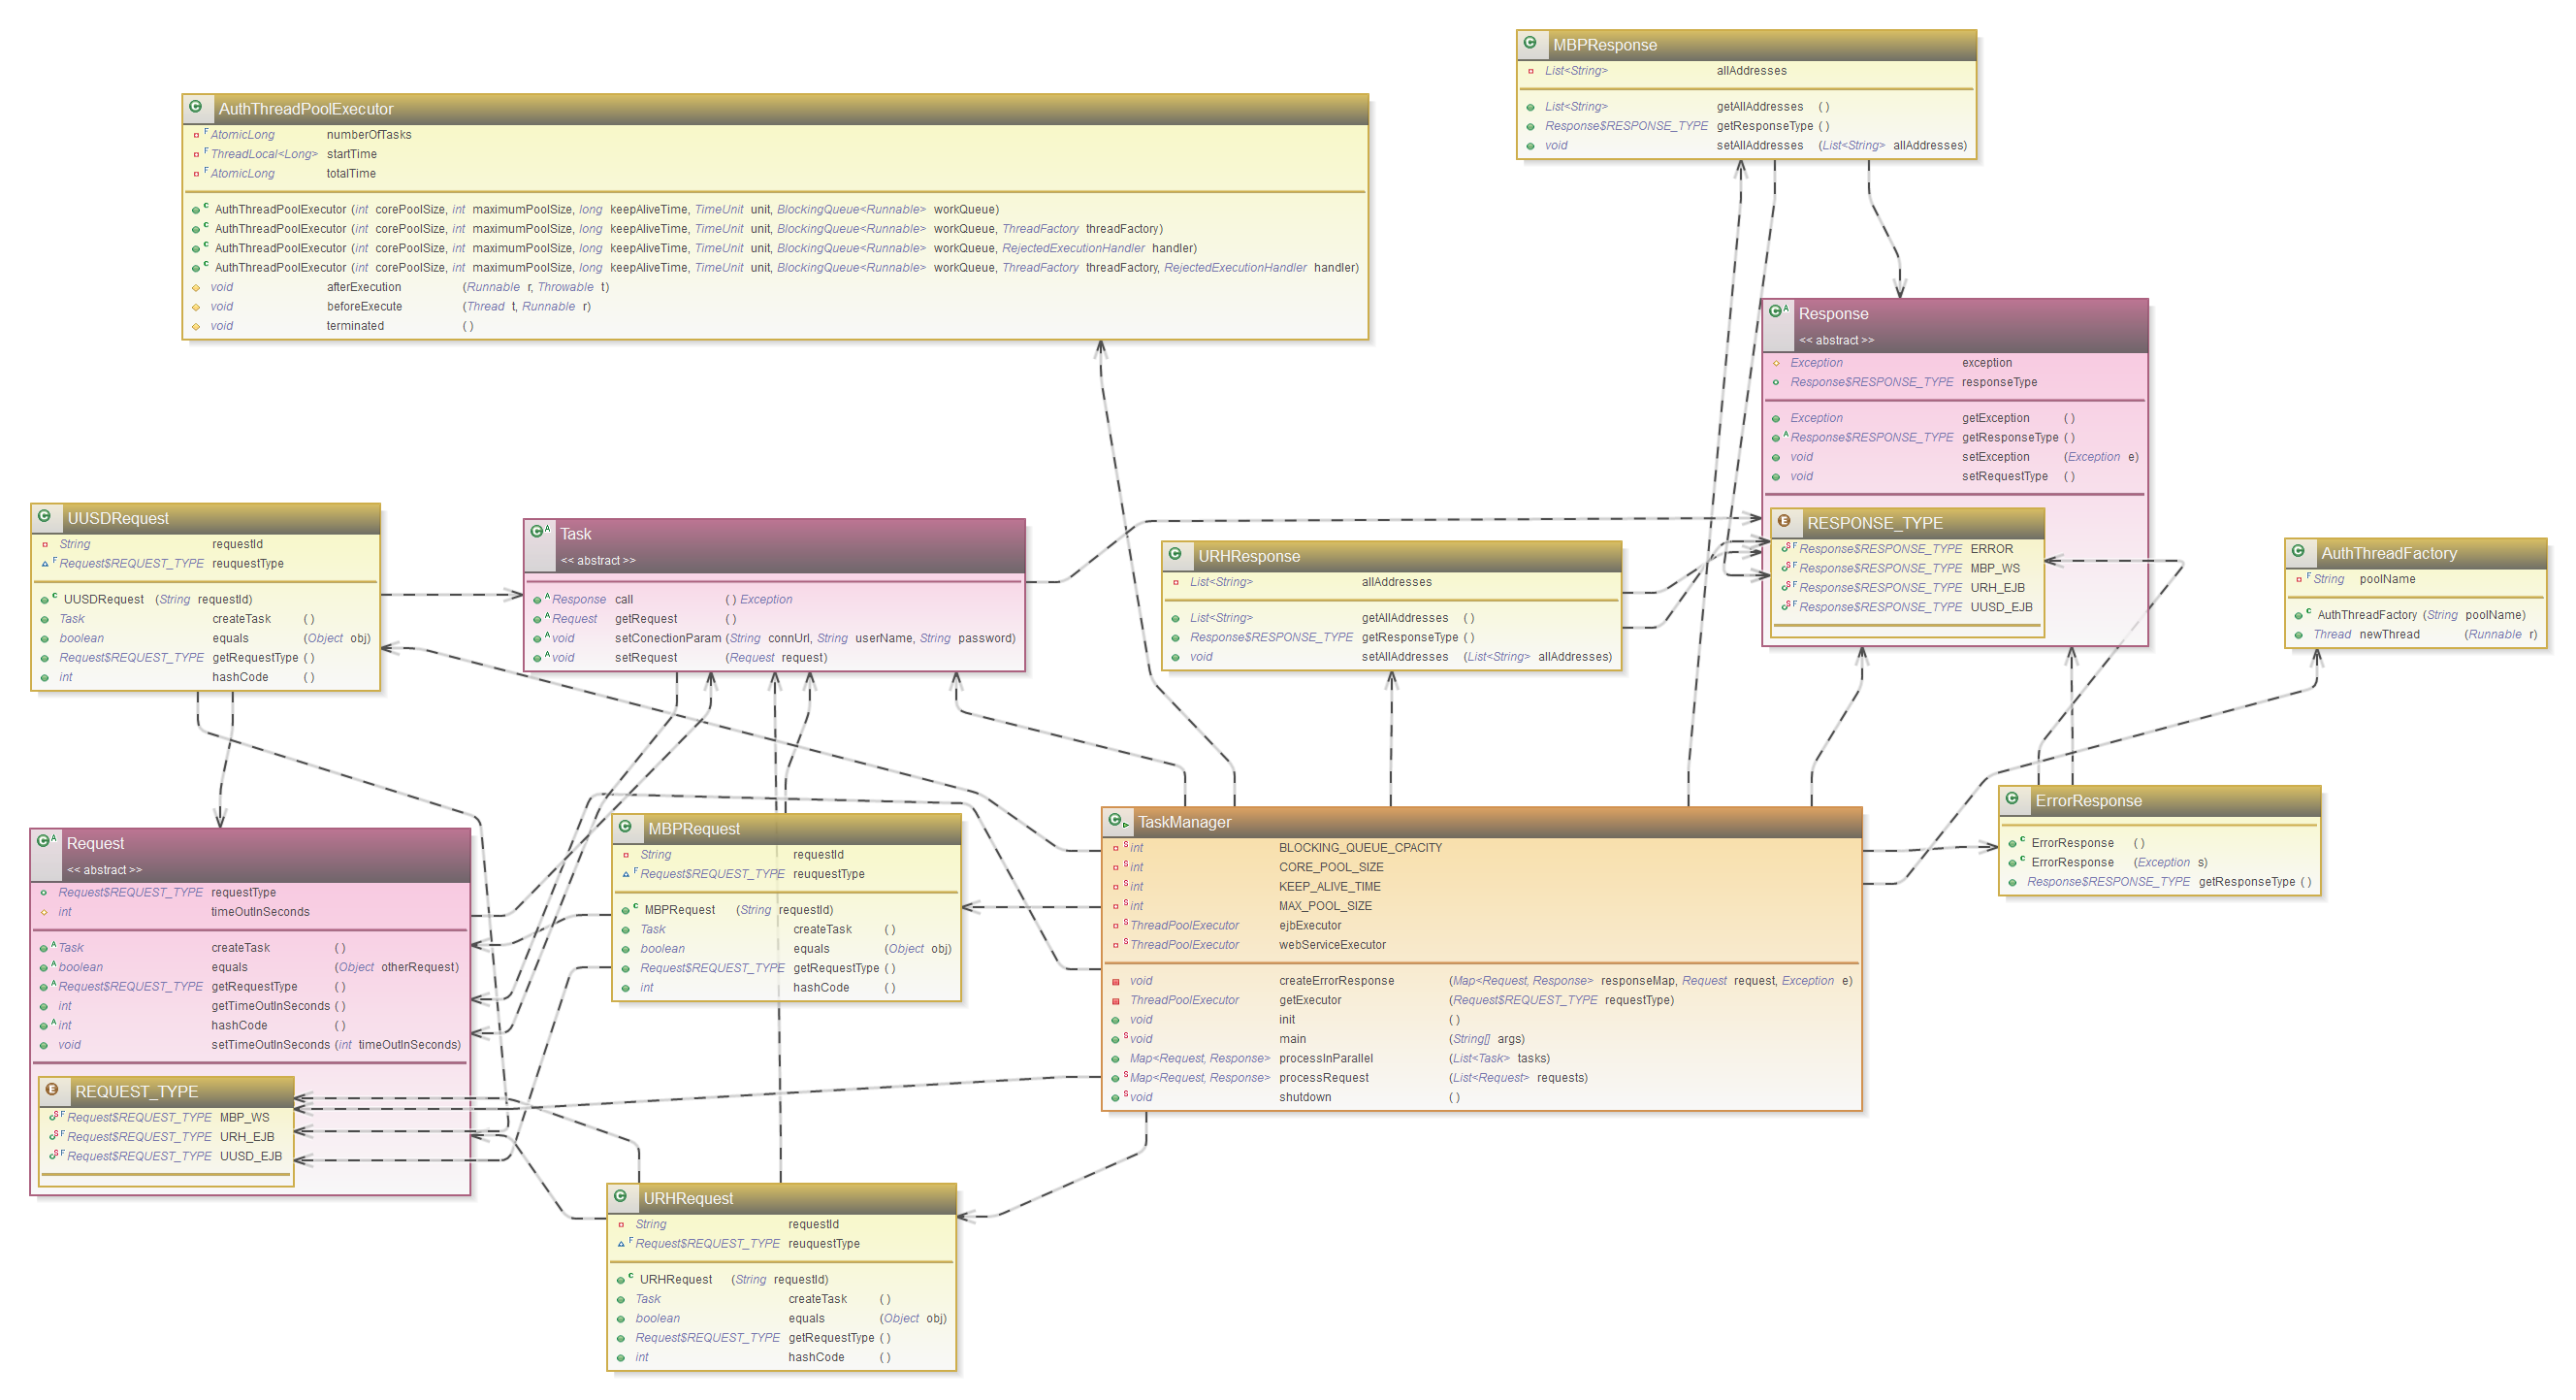 MBPResponse
List<String> allAddresses
List<String> getAllAddresses ()
Response$RESPONSE_TYPE getResponseType ()
void setAllAddresses (List<String> allAddresses)
AuthThreadPoolExecutor
F AtomicLong numberOfTasks
F ThreadLocal<Long> startTime
F AtomicLong totalTime
C AuthThreadPoolExecutor (int corePoolSize, int maximumPoolSize, long keepAliveTime, TimeUnit unit, BlockingQueue<Runnable> workQueue)
C AuthThreadPoolExecutor (int corePoolSize, int maximumPoolSize, long keepAliveTime, TimeUnit unit, BlockingQueue<Runnable> workQueue, ThreadFactory threadFactory)
C AuthThreadPoolExecutor (int corePoolSize, int maximumPoolSize, long keepAliveTime, TimeUnit unit, BlockingQueue<Runnable> workQueue, RejectedExecutionHandler handler)
C AuthThreadPoolExecutor (int corePoolSize, int maximumPoolSize, long keepAliveTime, TimeUnit unit, BlockingQueue<Runnable> workQueue, ThreadFactory threadFactory, RejectedExecutionHandler handler)
void afterExecution (Runnable r, Throwable t)
void beforeExecute (Thread t, Runnable r)
void terminated ()
Response
<< abstract >>
Exception exception
Response$RESPONSE_TYPE responseType
Exception getException ()
A Response$RESPONSE_TYPE getResponseType ()
void setException (Exception e)
void setRequestType ()
RESPONSE_TYPE
SF Response$RESPONSE_TYPE ERROR
SF Response$RESPONSE_TYPE MBP_WS
SF Response$RESPONSE_TYPE URH_EJB
SF Response$RESPONSE_TYPE UUSD_EJB
UUSDRequest
String requestId
F Request$REQUEST_TYPE reuquestType
C UUSDRequest (String requestId)
Task createTask ()
boolean equals (Object obj)
Request$REQUEST_TYPE getRequestType ()
int hashCode ()
Task
<< abstract >>
A Response call () Exception
A Request getRequest ()
A void setConectionParam (String connUrl, String userName, String password)
A void setRequest (Request request)
URHResponse
List<String> allAddresses
List<String> getAllAddresses ()
Response$RESPONSE_TYPE getResponseType ()
void setAllAddresses (List<String> allAddresses)
AuthThreadFactory
F String poolName
C AuthThreadFactory (String poolName)
Thread newThread (Runnable r)
Request
<< abstract >>
Request$REQUEST_TYPE requestType
int timeOutInSeconds
A Task createTask ()
A boolean equals (Object otherRequest)
A Request$REQUEST_TYPE getRequestType ()
int getTimeOutInSeconds ()
A int hashCode ()
void setTimeOutInSeconds (int timeOutInSeconds)
REQUEST_TYPE
SF Request$REQUEST_TYPE MBP_WS
SF Request$REQUEST_TYPE URH_EJB
SF Request$REQUEST_TYPE UUSD_EJB
MBPRequest
String requestId
F Request$REQUEST_TYPE reuquestType
C MBPRequest (String requestId)
Task createTask ()
boolean equals (Object obj)
Request$REQUEST_TYPE getRequestType ()
int hashCode ()
TaskManager
S int BLOCKING_QUEUE_CPACITY
S int CORE_POOL_SIZE
S int KEEP_ALIVE_TIME
S int MAX_POOL_SIZE
S ThreadPoolExecutor ejbExecutor
S ThreadPoolExecutor webServiceExecutor
void createErrorResponse (Map<Request, Response> responseMap, Request request, Exception e)
ThreadPoolExecutor getExecutor (Request$REQUEST_TYPE requestType)
void init ()
S void main (String[] args)
Map<Request, Response> processInParallel (List<Task> tasks)
S Map<Request, Response> processRequest (List<Request> requests)
S void shutdown ()
ErrorResponse
C ErrorResponse ()
C ErrorResponse (Exception s)
Response$RESPONSE_TYPE getResponseType ()
URHRequest
String requestId
F Request$REQUEST_TYPE reuquestType
C URHRequest (String requestId)
Task createTask ()
boolean equals (Object obj)
Request$REQUEST_TYPE getRequestType ()
int hashCode ()